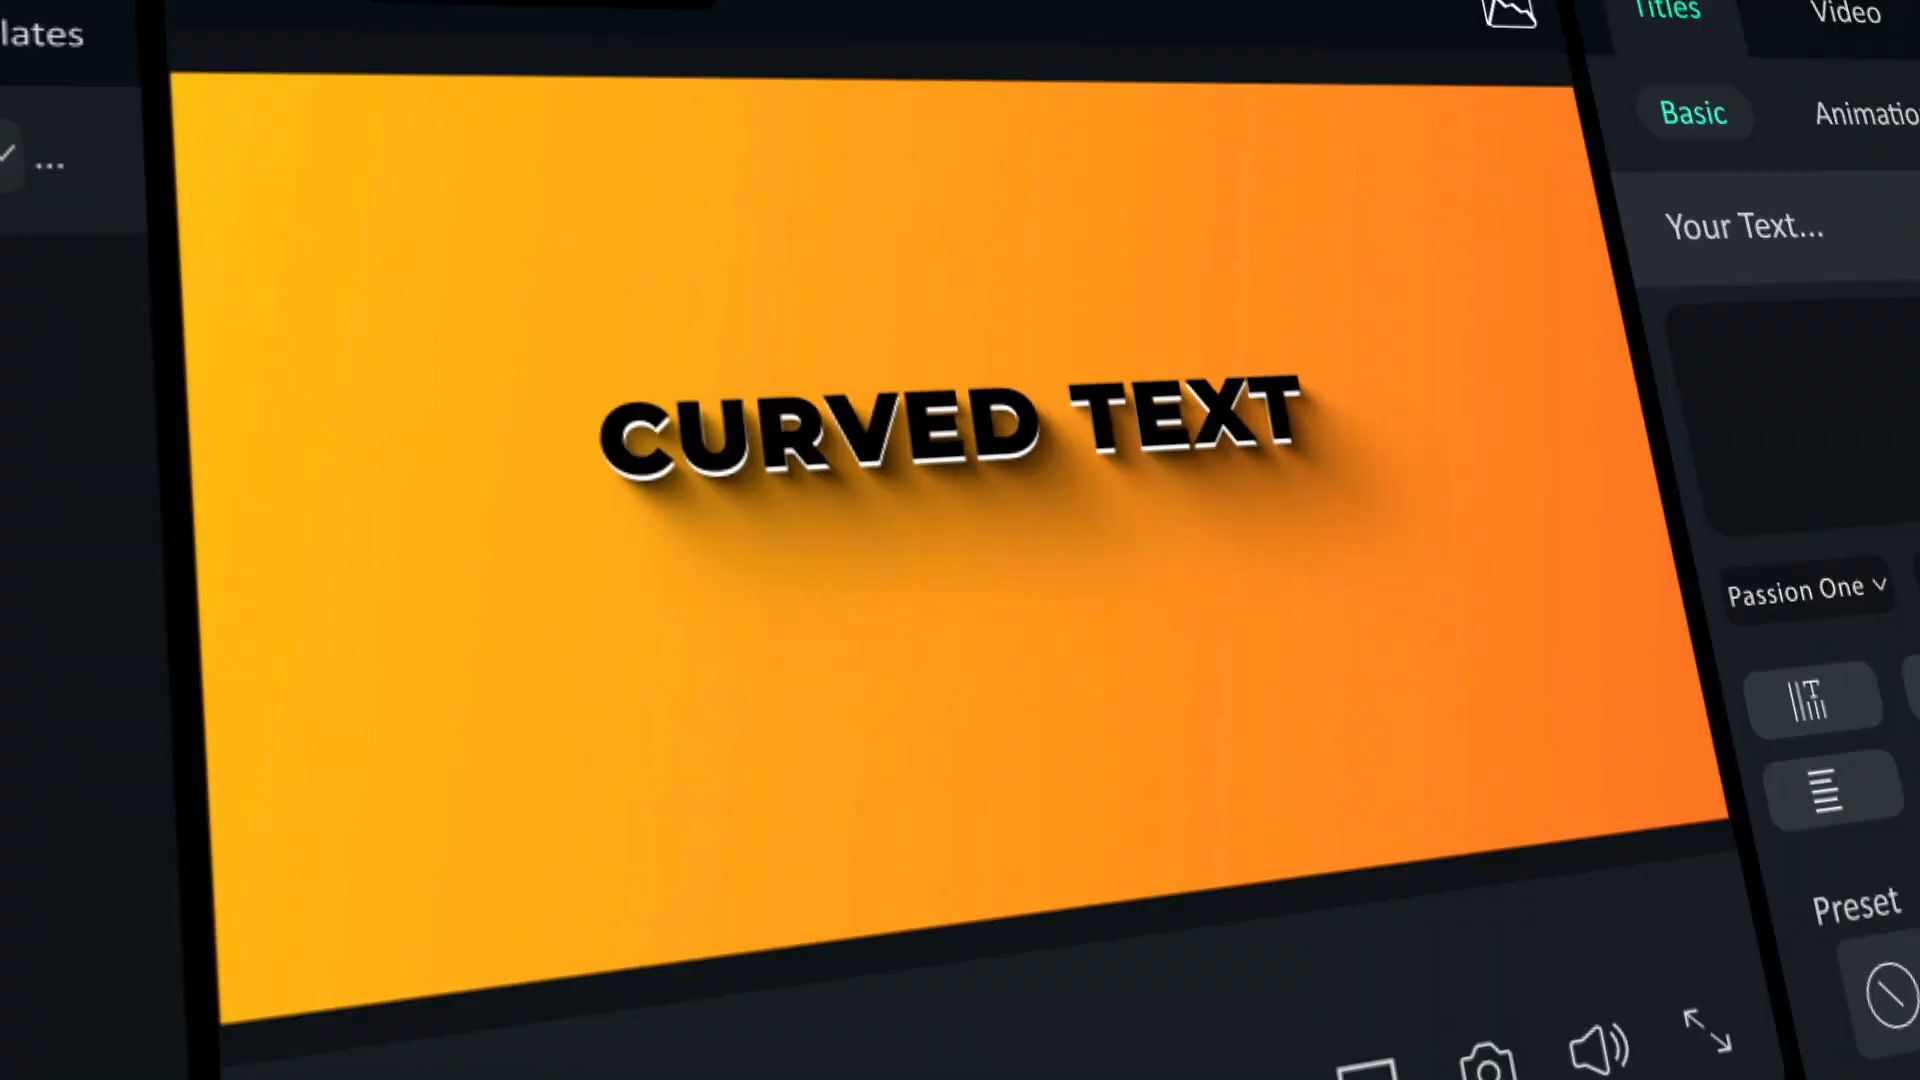 lates
...
CURVED TEXT
Titles
Video
Basic
Animatio
Your Text...
Passion One
Preset